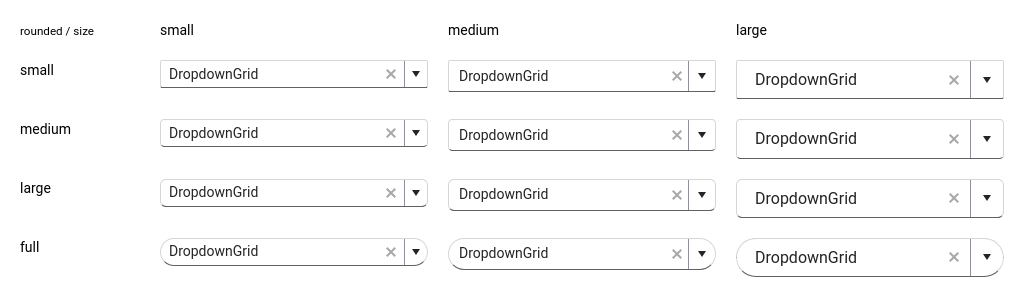 rounded / size small medium large
small DropdownGrid DropdownGrid DropdownGrid
medium DropdownGrid DropdownGrid DropdownGrid
large DropdownGrid DropdownGrid DropdownGrid
full DropdownGrid DropdownGrid DropdownGrid